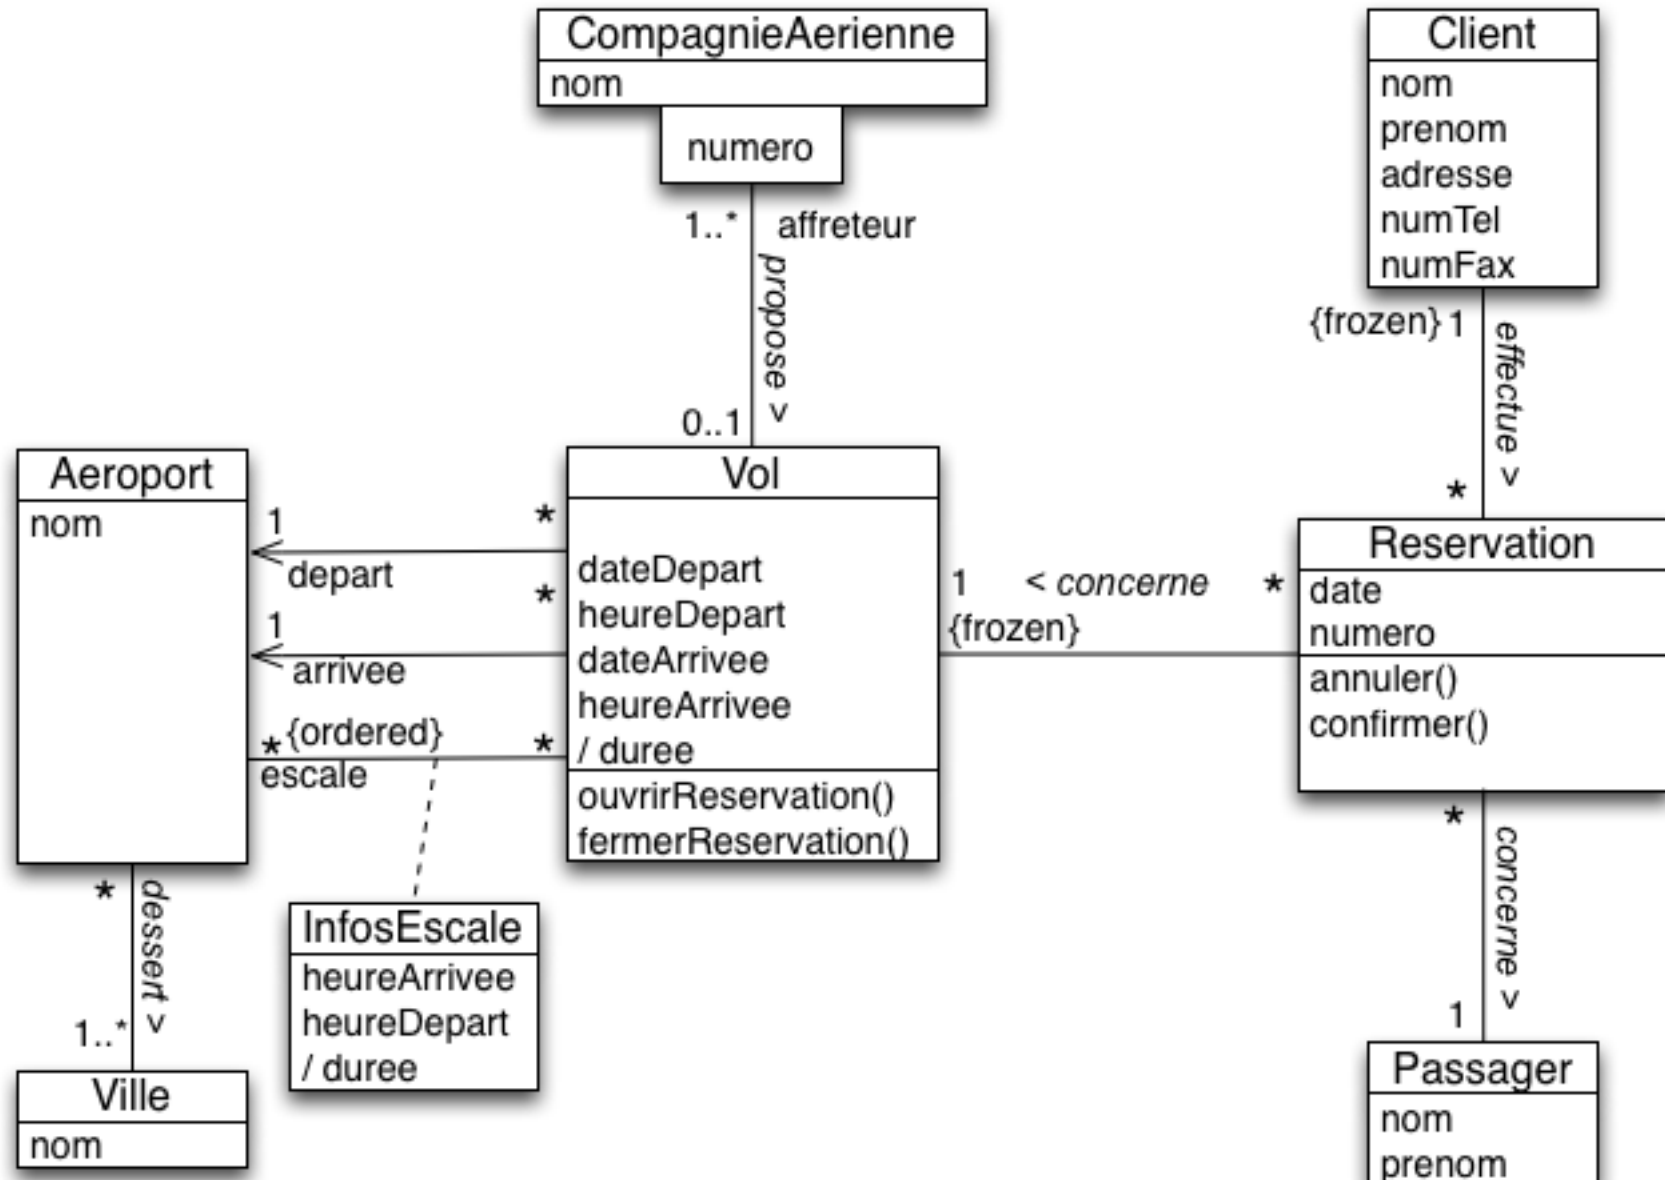 CompagnieAerienne
nom
numero
1..* affreteur
propose >
0..1
Client
nom
prenom
adresse
numTel
numFax
{frozen} 1
effectue >
*
Aeroport
nom
1 *
depart
*
1
arrivee
{ordered}
* *
escale
Vol
dateDepart
heureDepart
dateArrivee
heureArrivee
/ duree
ouvrirReservation()
fermerReservation()
1 < concerne *
{frozen}
Reservation
date
numero
annuler()
confirmer()
*
concerne >
1
*
dessert >
1..*
InfosEscale
heureArrivee
heureDepart
/ duree
Ville
nom
Passager
nom
prenom